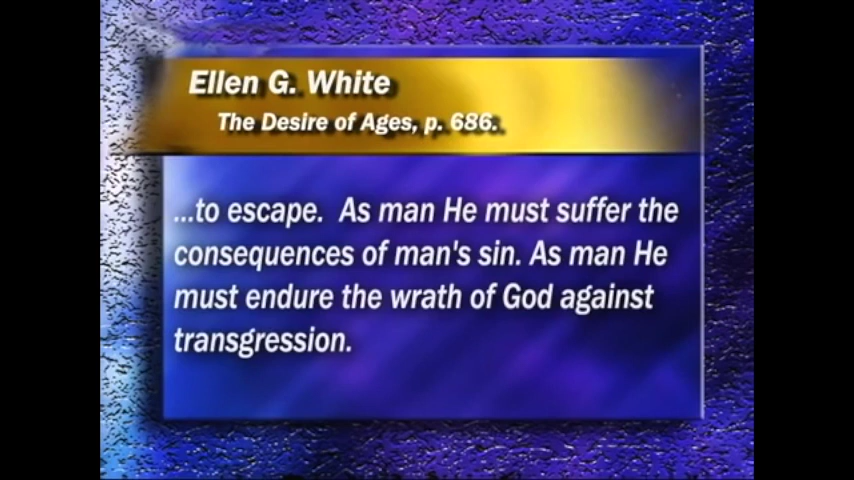 Ellen G. White
The Desire of Ages, p. 686.
...to escape.  As man He must suffer the
consequences of man's sin. As man He
must endure the wrath of God against
transgression.